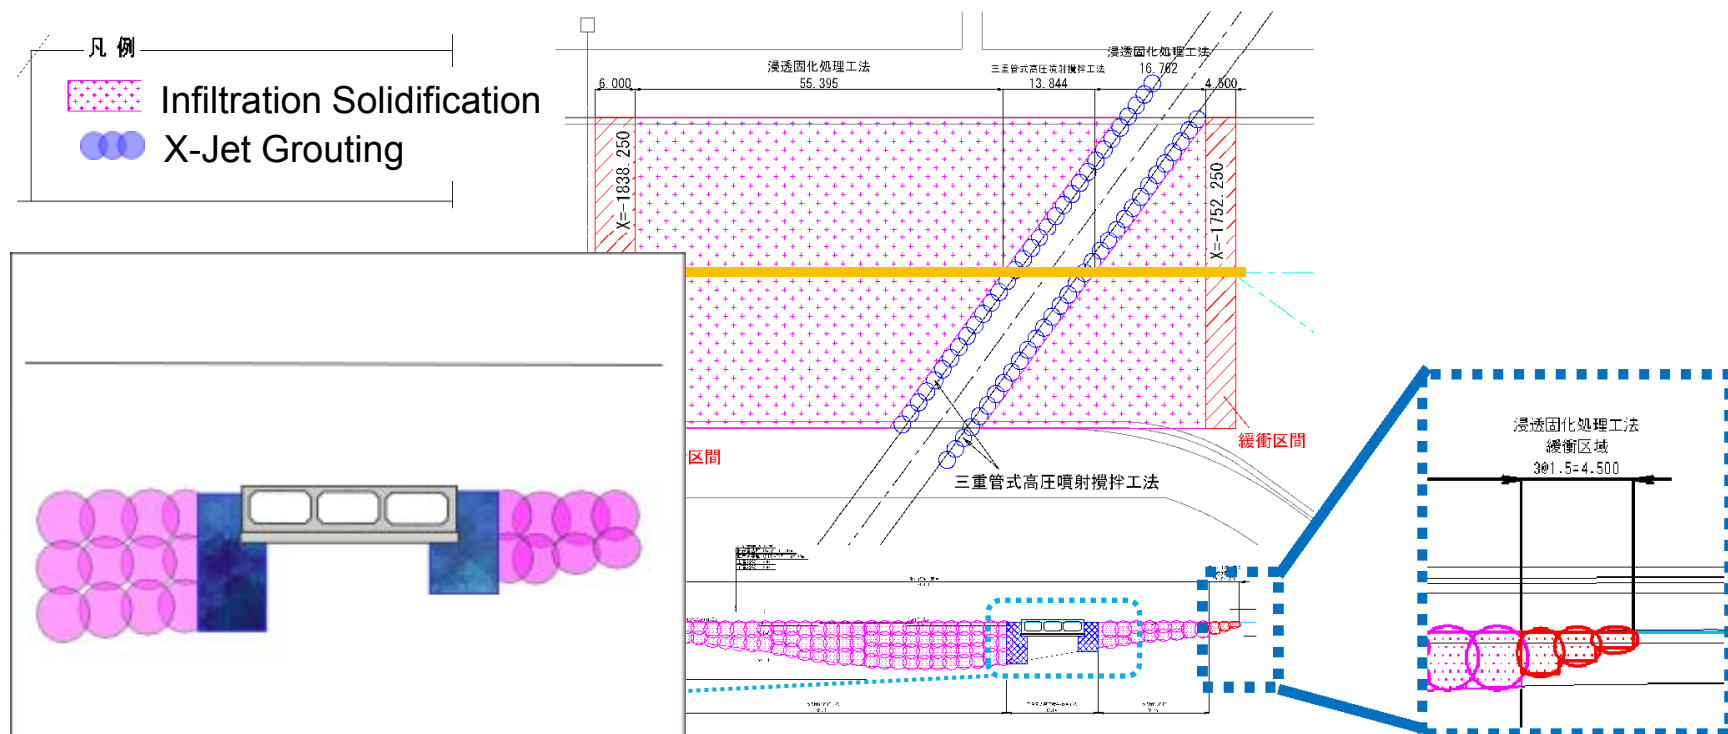 凡 例
Infiltration Solidification
X-Jet Grouting
浸透固化処理工法
浸透固化処理工法
三重管式高圧噴射攪拌工法
16.762
6.000
55.395
13.844
4.500
X=-1838.250
X=-1752.250
緩衝区間
区間
三重管式高圧噴射攪拌工法
浸透固化処理工法
緩衝区域
3@1.5=4.500